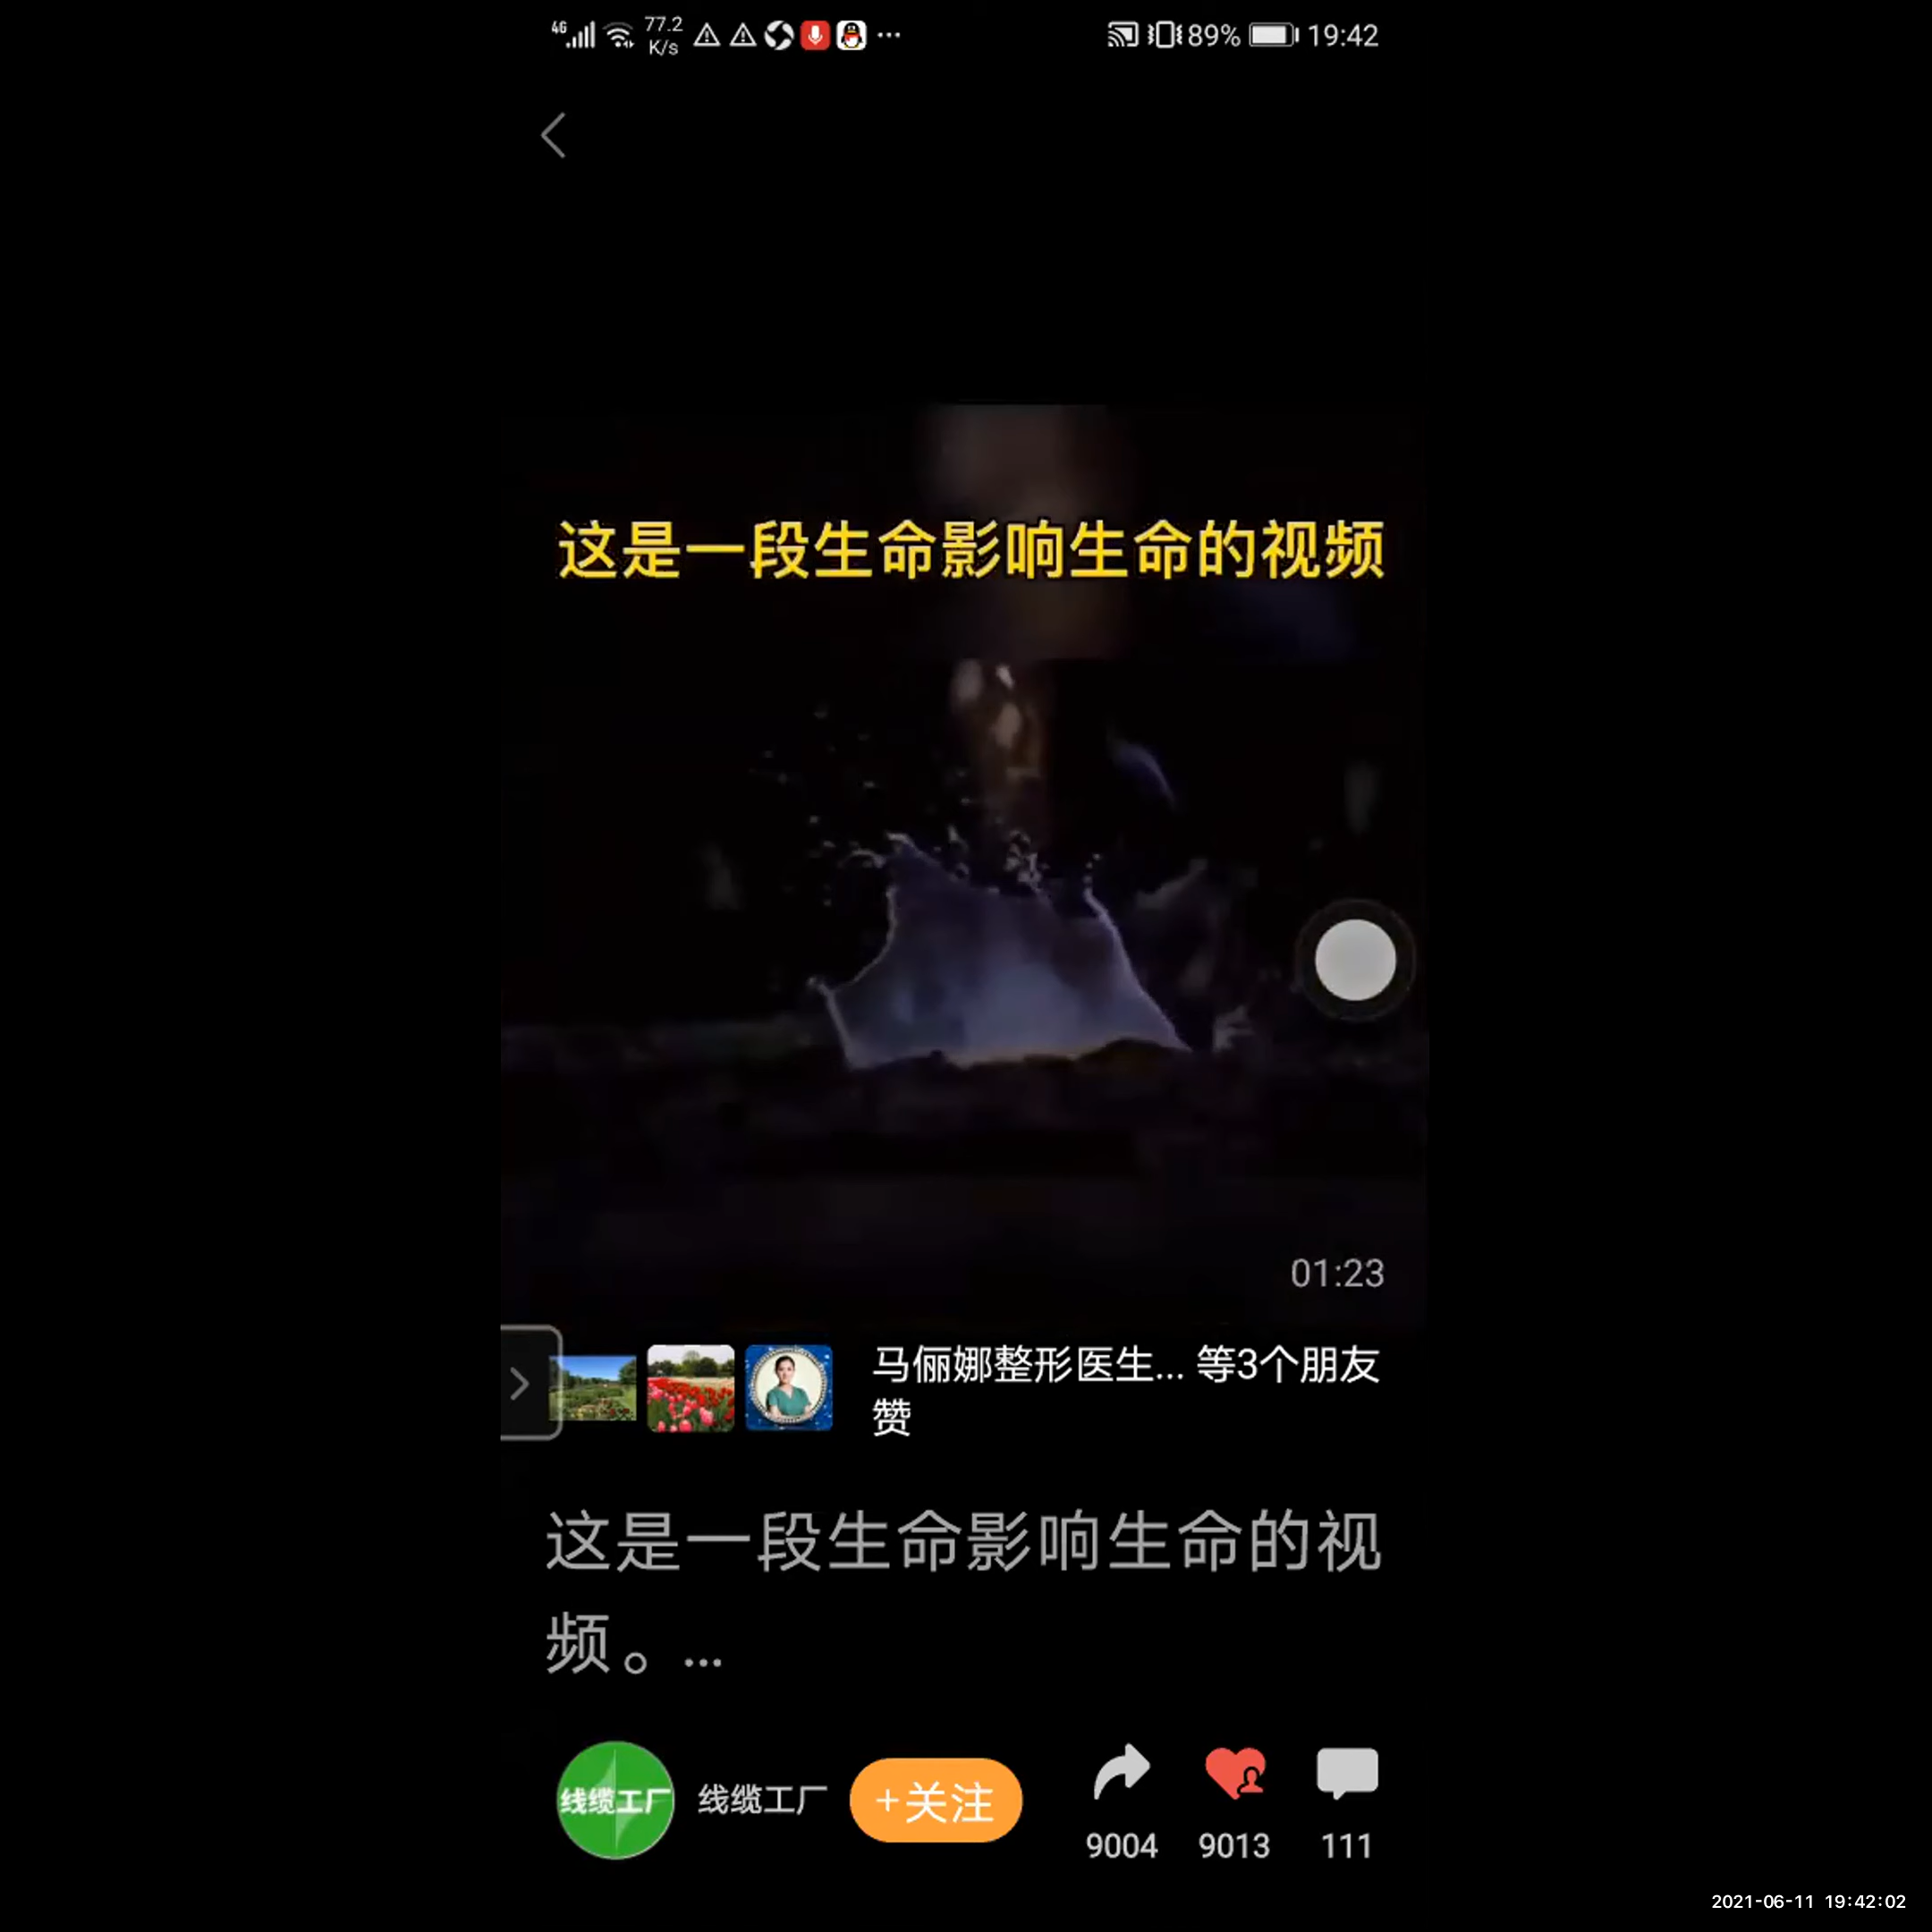 4G 77.2 K/s 89% 19:42
这是一段生命影响生命的视频
01:23
马俪娜整形医生... 等3个朋友
赞
这是一段生命影响生命的视
频。...
线缆工厂 线缆工厂 +关注
9004 9013 111
2021-06-11 19:42:02